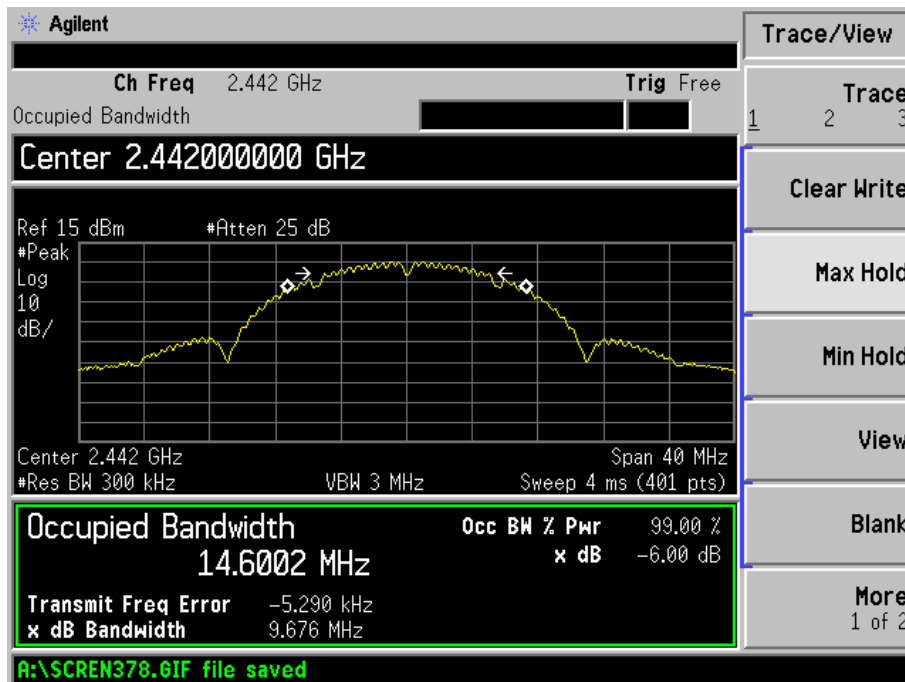 Agilent
Ch Freq 2.442 GHz Trig Free
Occupied Bandwidth
Center 2.442000000 GHz
Ref 15 dBm #Atten 25 dB
#Peak
Log
10
dB/
Center 2.442 GHz Span 40 MHz
#Res BW 300 kHz VBW 3 MHz Sweep 4 ms (401 pts)
Occupied Bandwidth
14.6002 MHz
Occ BW % Pwr 99.00 %
x dB -6.00 dB
Transmit Freq Error -5.290 kHz
x dB Bandwidth 9.676 MHz
A:\SCREN378.GIF file saved
Trace/View
Trace
1 2 3
Clear Write
Max Hold
Min Hold
View
Blank
More
1 of 2